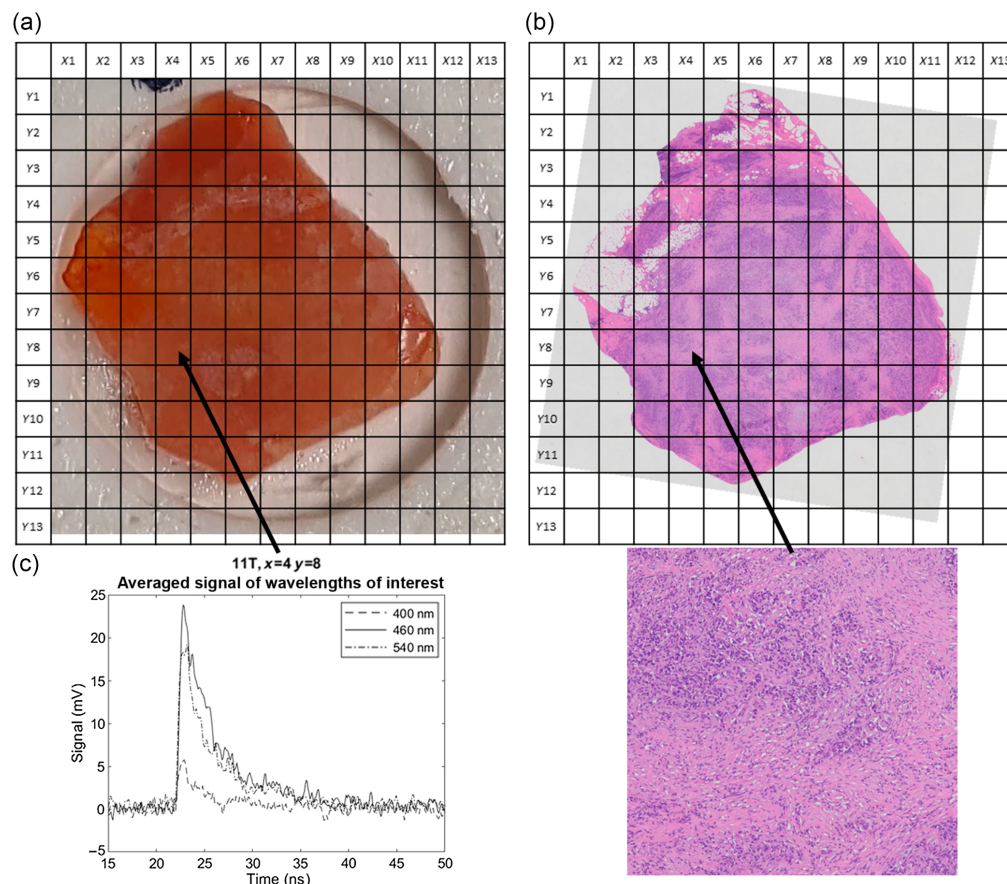 (a)
X1 X2 X3 X4 X5 X6 X7 X8 X9 X10 X11 X12 X13
Y1
Y2
Y3
Y4
Y5
Y6
Y7
Y8
Y9
Y10
Y11
Y12
Y13
(b)
X1 X2 X3 X4 X5 X6 X7 X8 X9 X10 X11 X12 X13
Y1
Y2
Y3
Y4
Y5
Y6
Y7
Y8
Y9
Y10
Y11
Y12
Y13
(c)
11T, x=4 y=8
Averaged signal of wavelengths of interest
400 nm
460 nm
540 nm
Signal (mV)
25
20
15
10
5
0
−5
15 20 25 30 35 40 45 50
Time (ns)